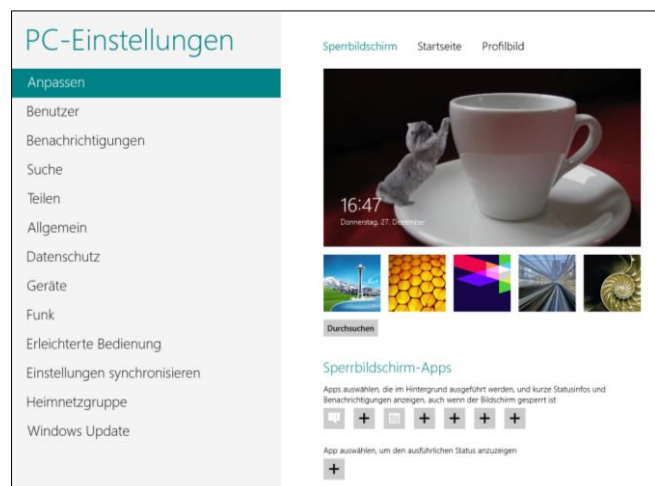 PC-Einstellungen
Anpassen
Benutzer
Benachrichtigungen
Suche
Teilen
Allgemein
Datenschutz
Geräte
Funk
Erleichterte Bedienung
Einstellungen synchronisieren
Heimnetzgruppe
Windows Update
Sperrbildschirm Startseite Profilbild
16:47
Donnerstag, 27. Dezember
Durchsuchen
Sperrbildschirm-Apps
Apps auswählen, die im Hintergrund ausgeführt werden, und kurze Statusinfos und
Benachrichtigungen anzeigen, auch wenn der Bildschirm gesperrt ist
App auswählen, um den ausführlichen Status anzuzeigen